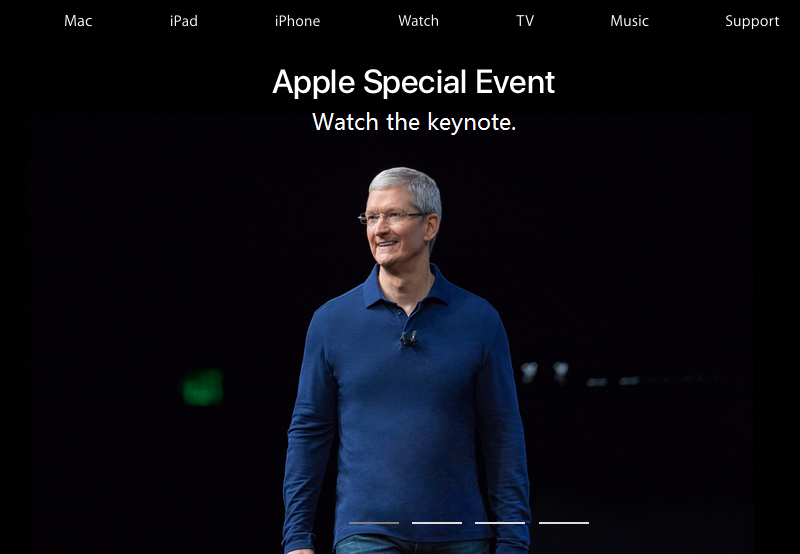 Mac iPad iPhone Watch TV Music Support
Apple Special Event
Watch the keynote.